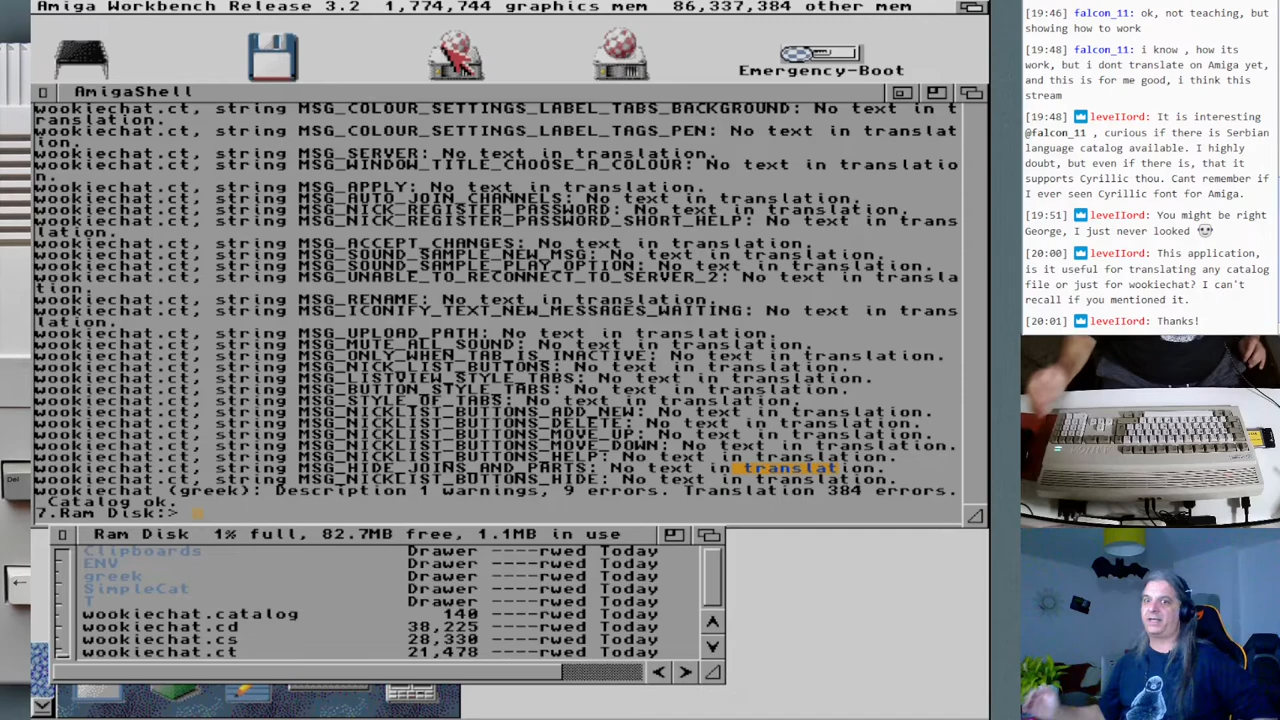 Amiga Workbench Release 3.2 1,774,744 graphics mem 86,337,384 other mem
Emergency-Boot
AmigaShell
wookiechat.ct, string MSG_COLOUR_SETTINGS_LABEL_TABS_BACKGROUND: No text in t
ranslation.
wookiechat.ct, string MSG_COLOUR_SETTINGS_LABEL_TAGS_PEN: No text in translat
ion.
wookiechat.ct, string MSG_SERVER: No text in translation.
wookiechat.ct, string MSG_WINDOW_TITLE_CHOOSE_A_COLOUR: No text in translatio
n.
wookiechat.ct, string MSG_APPLY: No text in translation.
wookiechat.ct, string MSG_AUTO_JOIN_CHANNELS: No text in translation.
wookiechat.ct, string MSG_NICK_REGISTER_PASSWORD: No text in translation.
wookiechat.ct, string MSG_NICK_REGISTER_PASSWORD_SHORT_HELP: No text in trans
lation.
wookiechat.ct, string MSG_ACCEPT_CHANGES: No text in translation.
wookiechat.ct, string MSG_SOUND_SAMPLE_NEW_MSG: No text in translation.
wookiechat.ct, string MSG_SOUND_SAMPLE_PLAY_OPTION: No text in translation.
wookiechat.ct, string MSG_UNABLE_TO_RECONNECT_TO_SERVER_2: No text in transla
tion.
wookiechat.ct, string MSG_RENAME: No text in translation.
wookiechat.ct, string MSG_ICONIFY_TEXT_NEW_MESSAGES_WAITING: No text in trans
lation.
wookiechat.ct, string MSG_UPLOAD_PATH: No text in translation.
wookiechat.ct, string MSG_MUTE_ALL_SOUND: No text in translation.
wookiechat.ct, string MSG_ONLY_WHEN_TAB_IS_INACTIVE: No text in translation.
wookiechat.ct, string MSG_NICK_LIST_BUTTONS: No text in translation.
wookiechat.ct, string MSG_LISTVIEW_STYLE_TABS: No text in translation.
wookiechat.ct, string MSG_BUTTON_STYLE_TABS: No text in translation.
wookiechat.ct, string MSG_STYLE_OF_TABS: No text in translation.
wookiechat.ct, string MSG_NICKLIST_BUTTONS_ADD_NEW: No text in translation.
wookiechat.ct, string MSG_NICKLIST_BUTTONS_DELETE: No text in translation.
wookiechat.ct, string MSG_NICKLIST_BUTTONS_MOVE_UP: No text in translation.
wookiechat.ct, string MSG_NICKLIST_BUTTONS_MOVE_DOWN: No text in translation.
wookiechat.ct, string MSG_NICKLIST_BUTTONS_HELP: No text in translation.
wookiechat.ct, string MSG_HIDE_JOINS_AND_PARTS: No text in translation.
wookiechat.ct, string MSG_NICKLIST_BUTTONS_HIDE: No text in translation.
wookiechat (greek): Description 1 warnings, 9 errors. Translation 384 errors.
 Catalog ok.
7.Ram Disk:>
Ram Disk 1% full, 82.7MB free, 1.1MB in use
Clipboards Drawer ----rwed Today
ENV Drawer ----rwed Today
greek Drawer ----rwed Today
SimpleCat Drawer ----rwed Today
T Drawer ----rwed Today
wookiechat.catalog 140 ----rwed Today
wookiechat.cd 38,225 ----rwed Today
wookiechat.cs 28,330 ----rwed Today
wookiechat.ct 21,478 ----rwed Today
Del
[19:46] falcon_11: ok, not teaching, but
showing how to work
[19:48] falcon_11: i know , how its
work, but i dont translate on Amiga yet,
and this is for me good, i think this
stream
[19:48] leveIIord: It is interesting
@falcon_11 , curious if there is Serbian
language catalog available. I highly
doubt, but even if there is, that it
supports Cyrillic thou. Cant remember if
I ever seen Cyrillic font for Amiga.
[19:51] leveIIord: You might be right
George, I just never looked
[20:00] leveIIord: This application,
is it useful for translating any catalog
file or just for wookiechat? I can't
recall if you mentioned it.
[20:01] leveIIord: Thanks!